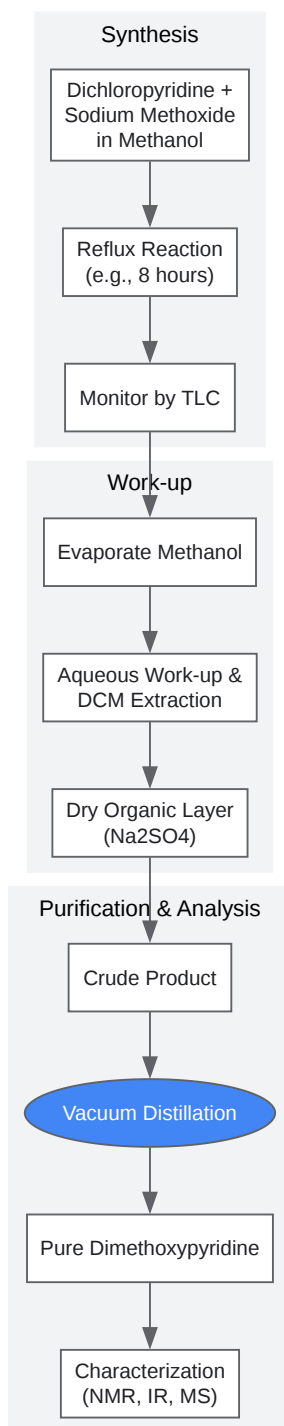 Synthesis
Dichloropyridine +
Sodium Methoxide
in Methanol
Reflux Reaction
(e.g., 8 hours)
Monitor by TLC
Work-up
Evaporate Methanol
Aqueous Work-up &
DCM Extraction
Dry Organic Layer
(Na2SO4)
Purification & Analysis
Crude Product
Vacuum Distillation
Pure Dimethoxypyridine
Characterization
(NMR, IR, MS)